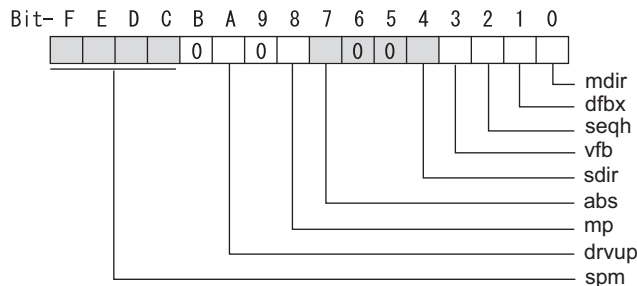 Bit- F E D C B A 9 8 7 6 5 4 3 2 1 0
0 0 0 0
mdir
dfbx
seqh
vfb
sdir
abs
mp
drvup
spm